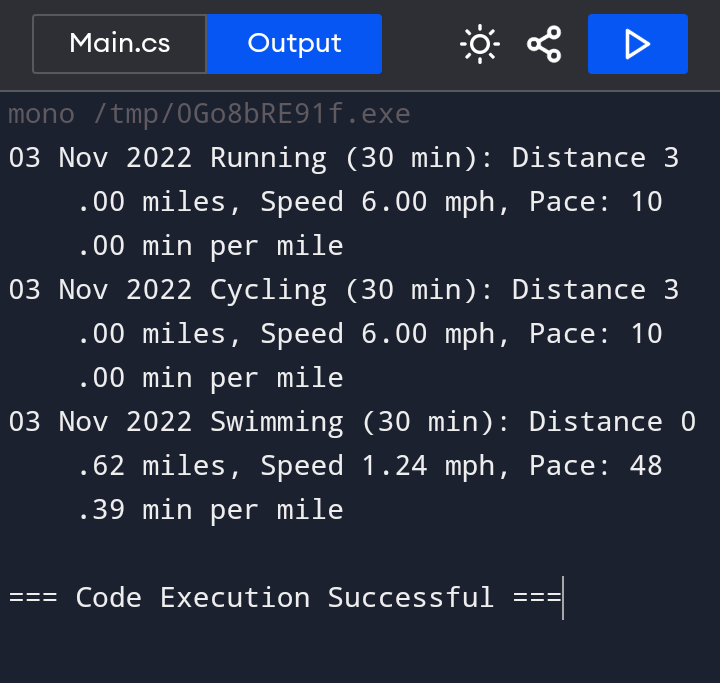 Main.cs Output
mono /tmp/0Go8bRE91f.exe
03 Nov 2022 Running (30 min): Distance 3
.00 miles, Speed 6.00 mph, Pace: 10
.00 min per mile
03 Nov 2022 Cycling (30 min): Distance 3
.00 miles, Speed 6.00 mph, Pace: 10
.00 min per mile
03 Nov 2022 Swimming (30 min): Distance 0
.62 miles, Speed 1.24 mph, Pace: 48
.39 min per mile
=== Code Execution Successful ===